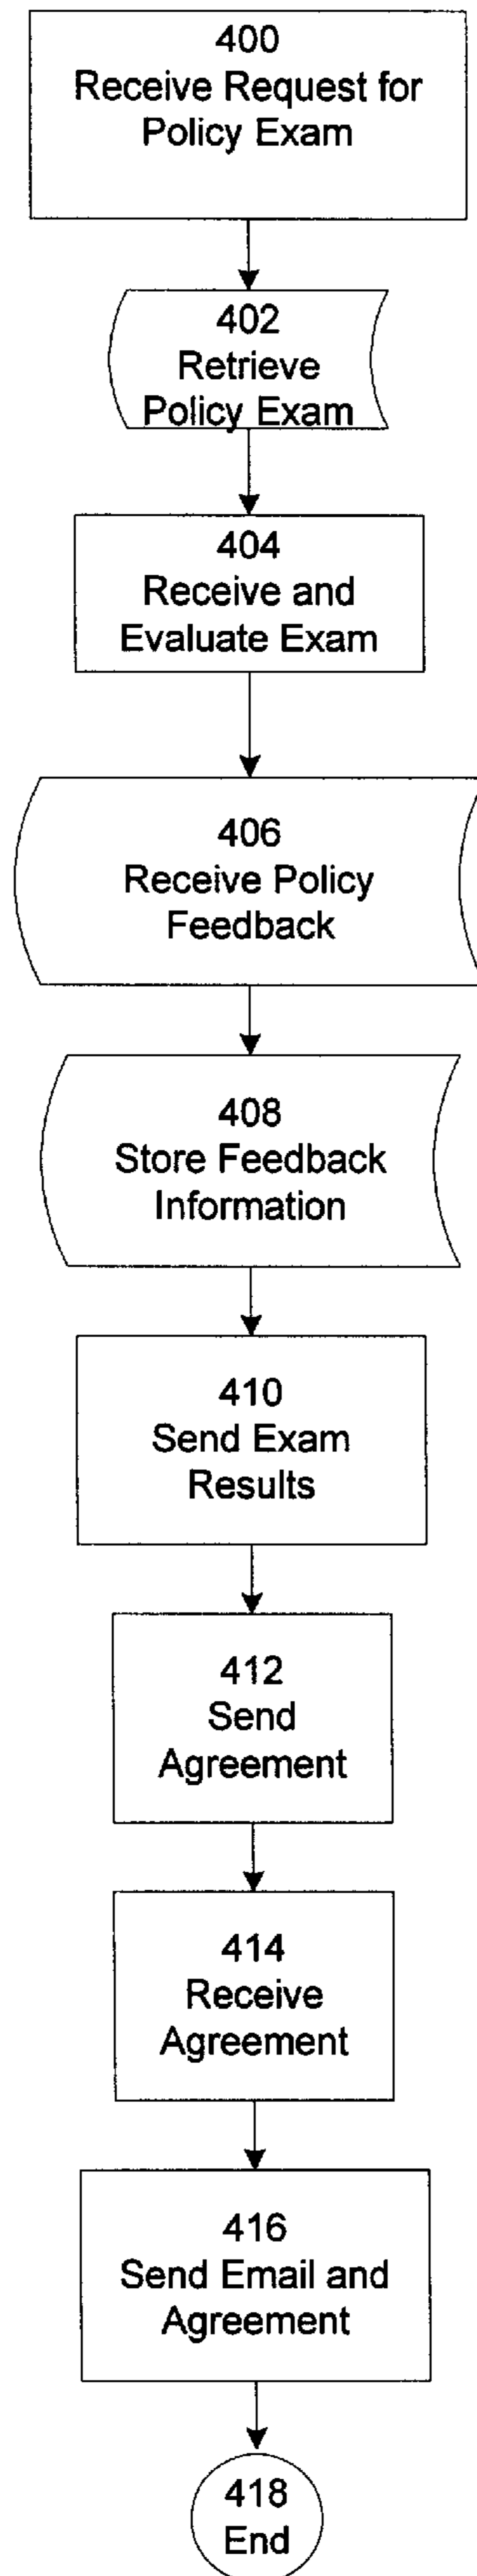 400
Receive Request for
Policy Exam
402
Retrieve
Policy Exam
404
Receive and
Evaluate Exam
406
Receive Policy
Feedback
408
Store Feedback
Information
410
Send Exam
Results
412
Send
Agreement
414
Receive
Agreement
416
Send Email and
Agreement
418
End